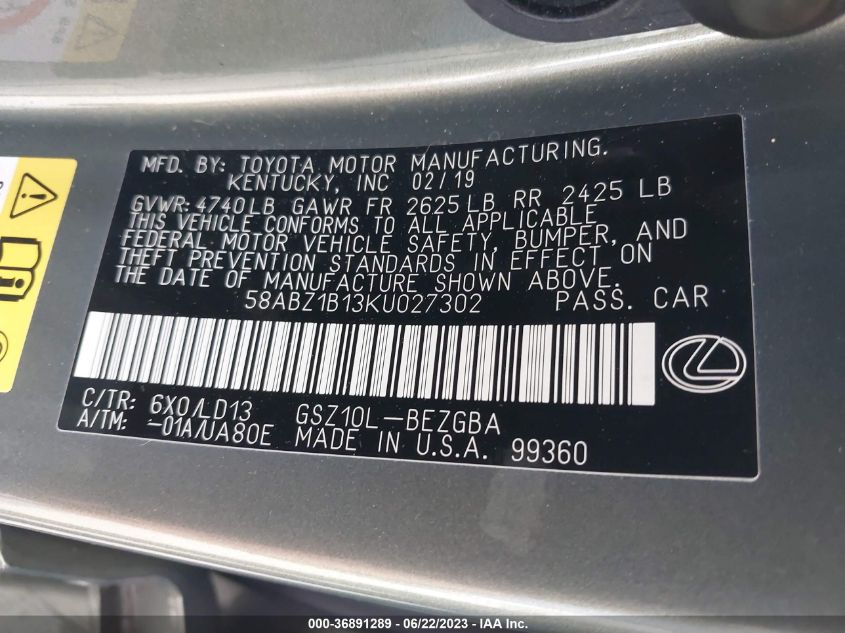 MFD. BY: TOYOTA MOTOR MANUFACTURING.
KENTUCKY, INC 02/19
GVWR: 4740LB GAWR FR 2625 LB RR 2425 LB
THIS VEHICLE CONFORMS TO ALL APPLICABLE
FEDERAL MOTOR VEHICLE SAFETY, BUMPER, AND
THEFT PREVENTION STANDARDS IN EFFECT ON
THE DATE OF MANUFACTURE SHOWN ABOVE.
58ABZ1B13KU027302 PASS. CAR
C/TR: 6X0/LD13 GSZ10L-BEZGBA
A/TM: -01A/UA80E MADE IN U.S.A. 99360
000-36891289 - 06/22/2023 - IAA Inc.